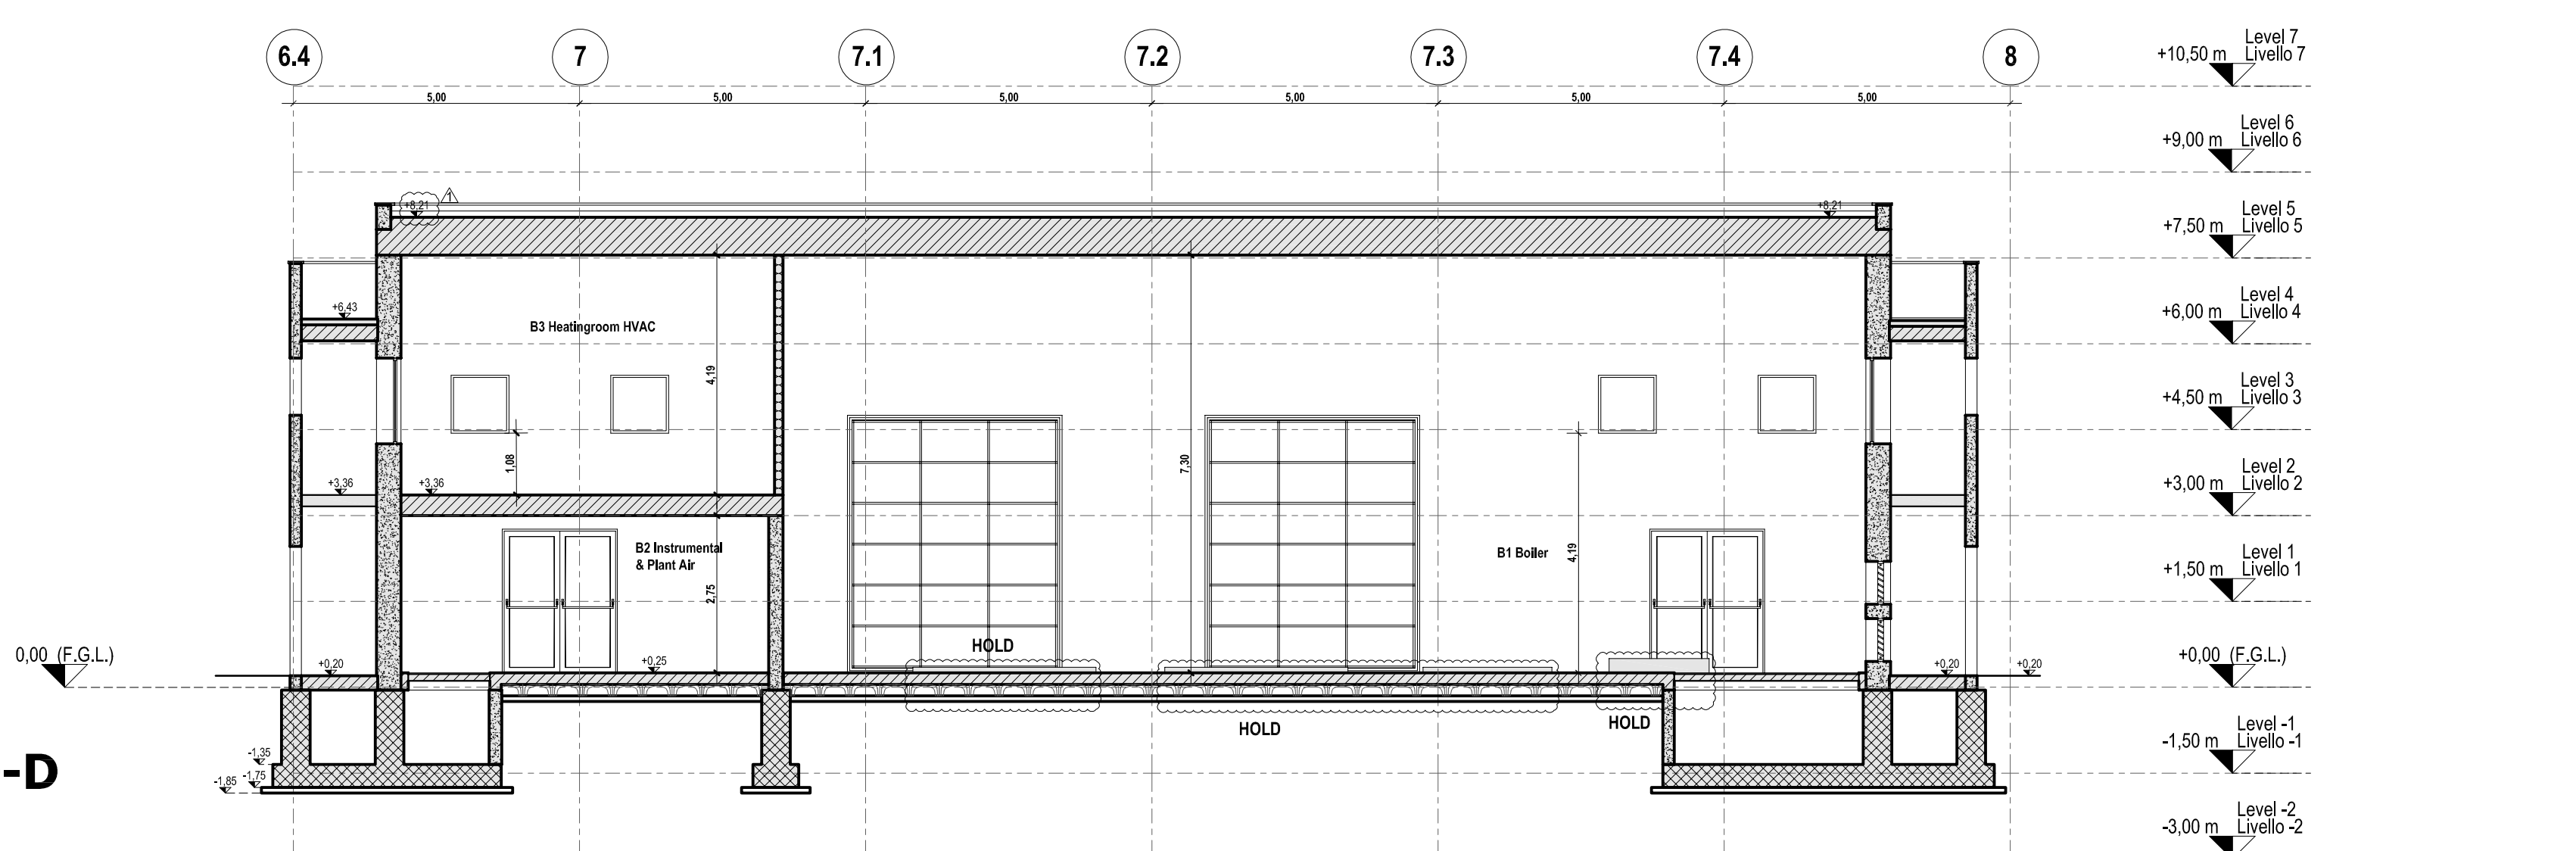 6.4
7
7.1
7.2
7.3
7.4
8
5,00
5,00
5,00
5,00
5,00
5,00
Level 7
+10,50 m Livello 7
Level 6
+9,00 m Livello 6
Level 5
+7,50 m Livello 5
Level 4
+6,00 m Livello 4
Level 3
+4,50 m Livello 3
Level 2
+3,00 m Livello 2
Level 1
+1,50 m Livello 1
+0,00 (F.G.L.)
Level -1
-1,50 m Livello -1
Level -2
-3,00 m Livello -2
+8.21
1
+8.21
+6,43
B3 Heatingroom HVAC
4,19
1,08
7,30
+3,36
+3,36
B2 Instrumental
& Plant Air
2,75
B1 Boiler
4,19
HOLD
0,00 (F.G.L.)
+0,20
+0,25
+0,20
+0,20
HOLD
HOLD
-1,35
-1,75
-1,85
-D